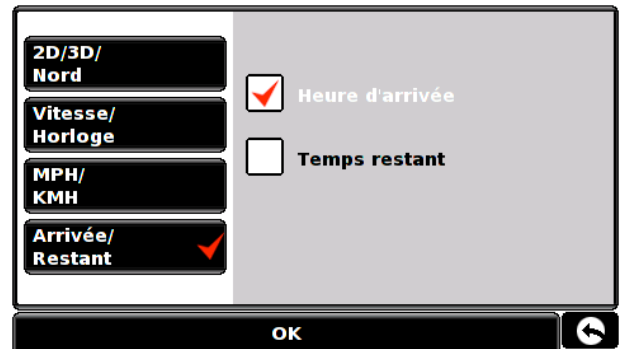 2D/3D/
Nord
Vitesse/
Horloge
MPH/
KMH
Arrivée/
Restant
Heure d'arrivée
Temps restant
OK